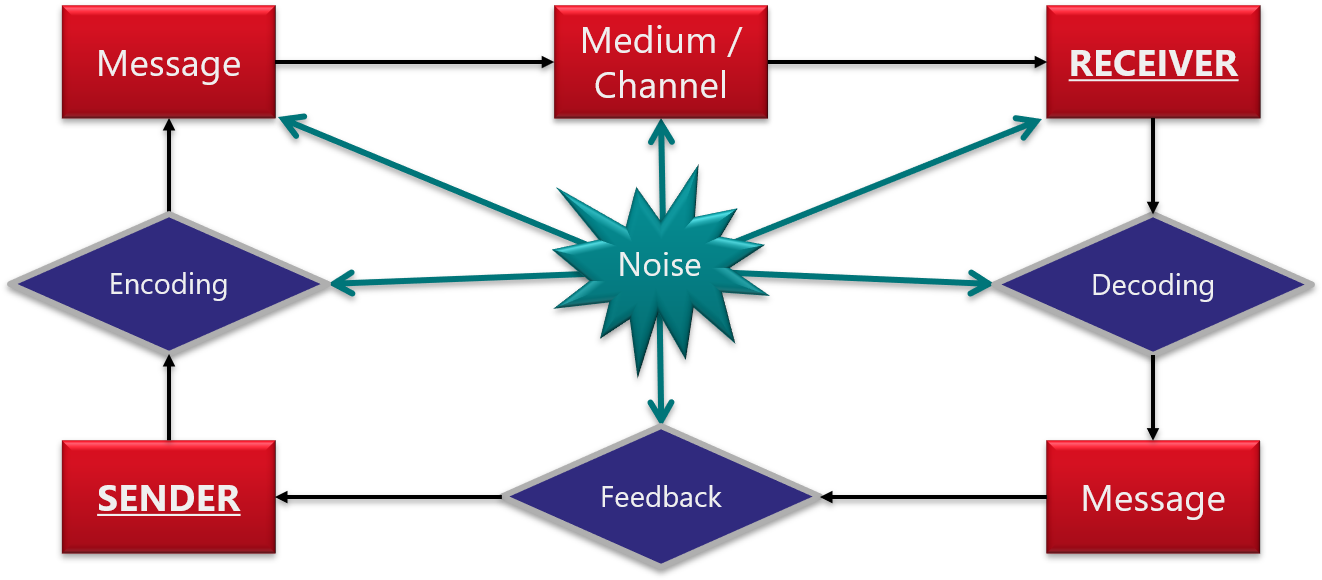 Message
Medium /
Channel
RECEIVER
Noise
Encoding
Decoding
SENDER
Feedback
Message